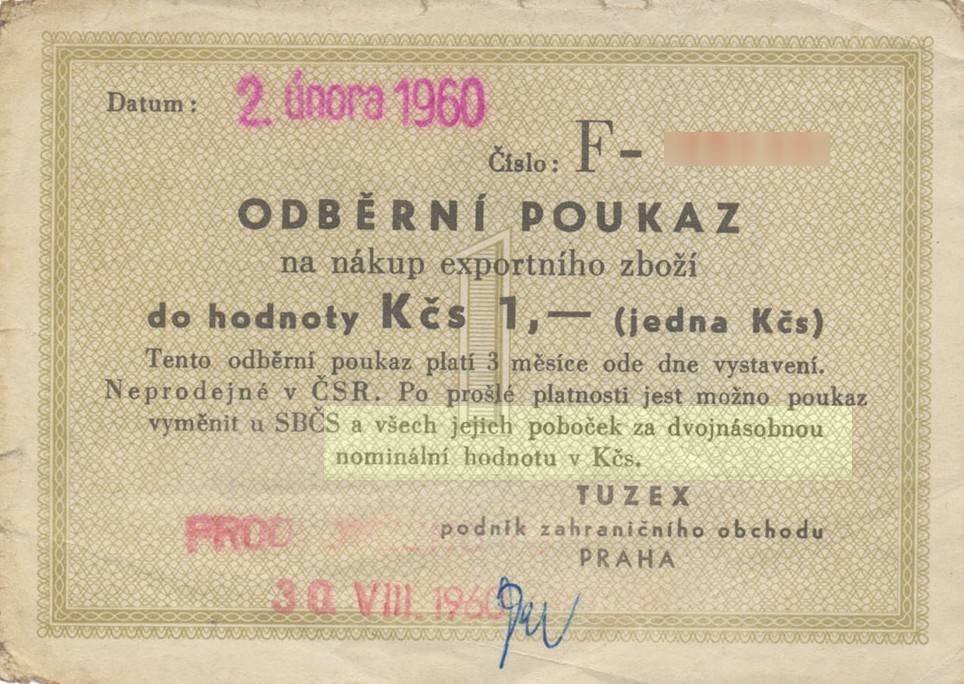 Datum: 2. února 1960
Číslo: F-
ODBĚRNÍ POUKAZ
na nákup exportního zboží
do hodnoty Kčs 1,— (jedna Kčs)
Tento odběrní poukaz platí 3 měsíce ode dne vystavení.
Neprodejné v ČSR. Po prošlé platnosti jest možno poukaz
vyměnit u SBČS a všech jejich poboček za dvojnásobnou
nominální hodnotu v Kčs.
TUZEX
podnik zahraničního obchodu
PRAHA
30. VIII. 1960